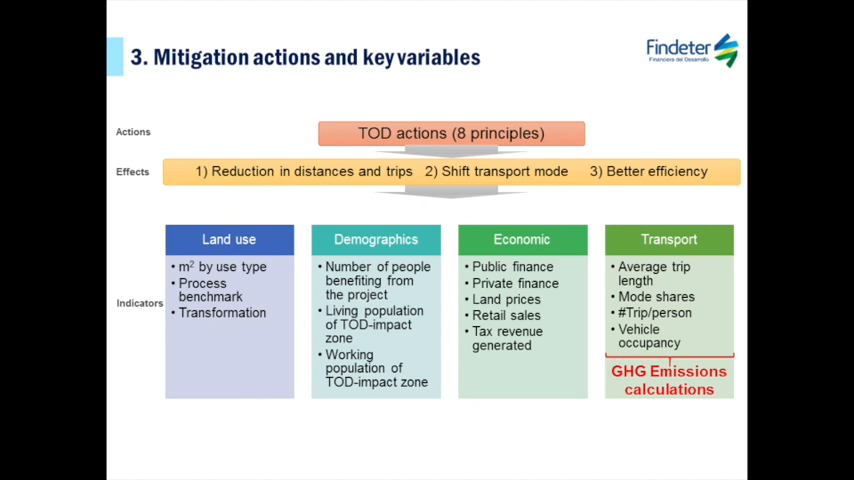 3. Mitigation actions and key variables
Findeter
Financiera del Desarrollo
Actions
TOD actions (8 principles)
Effects
1) Reduction in distances and trips 2) Shift transport mode 3) Better efficiency
Indicators
Land use
• m² by use type
• Process
benchmark
• Transformation
Demographics
• Number of people
benefiting from
the project
• Living population
of TOD-impact
zone
• Working
population of
TOD-impact zone
Economic
• Public finance
• Private finance
• Land prices
• Retail sales
• Tax revenue
generated
Transport
• Average trip
length
• Mode shares
• #Trip/person
• Vehicle
occupancy
GHG Emissions
calculations